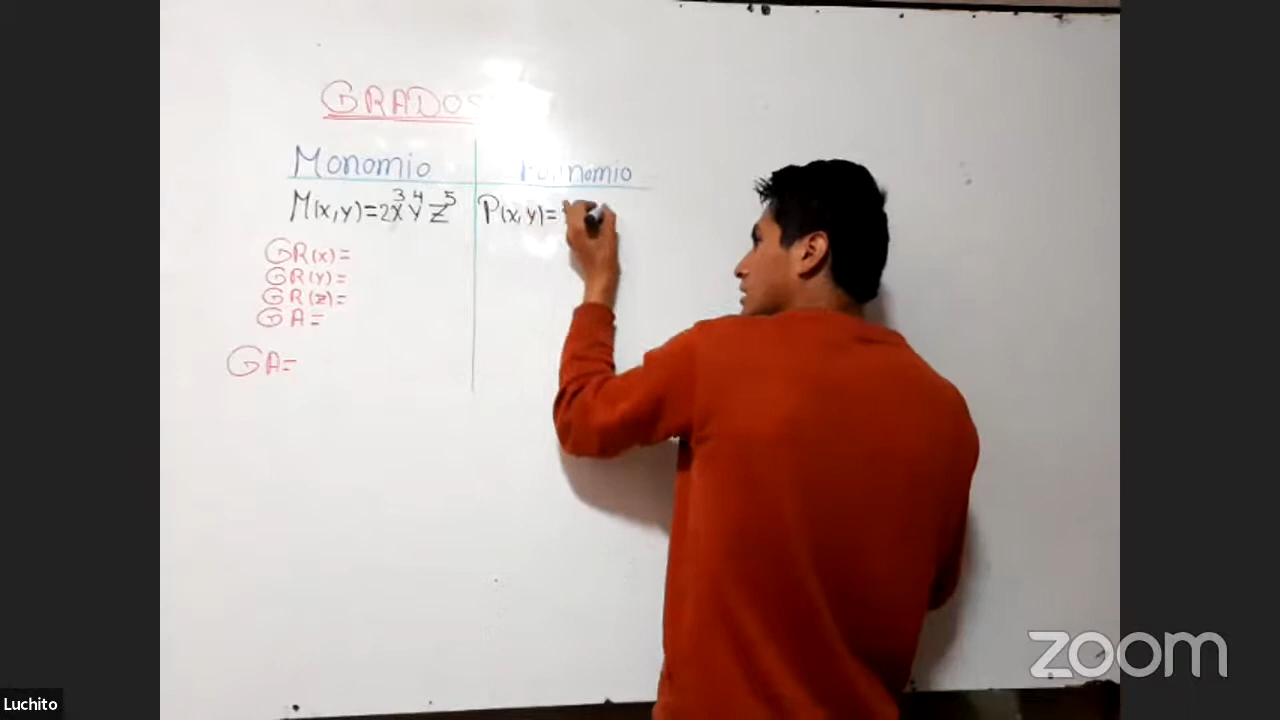 GRADOS
Monomio
Polinomio
M(x,y)=2x³y⁴z⁵
P(x,y)=
GR(x)=
GR(y)=
GR(z)=
GA=
GA=
zoom
Luchito